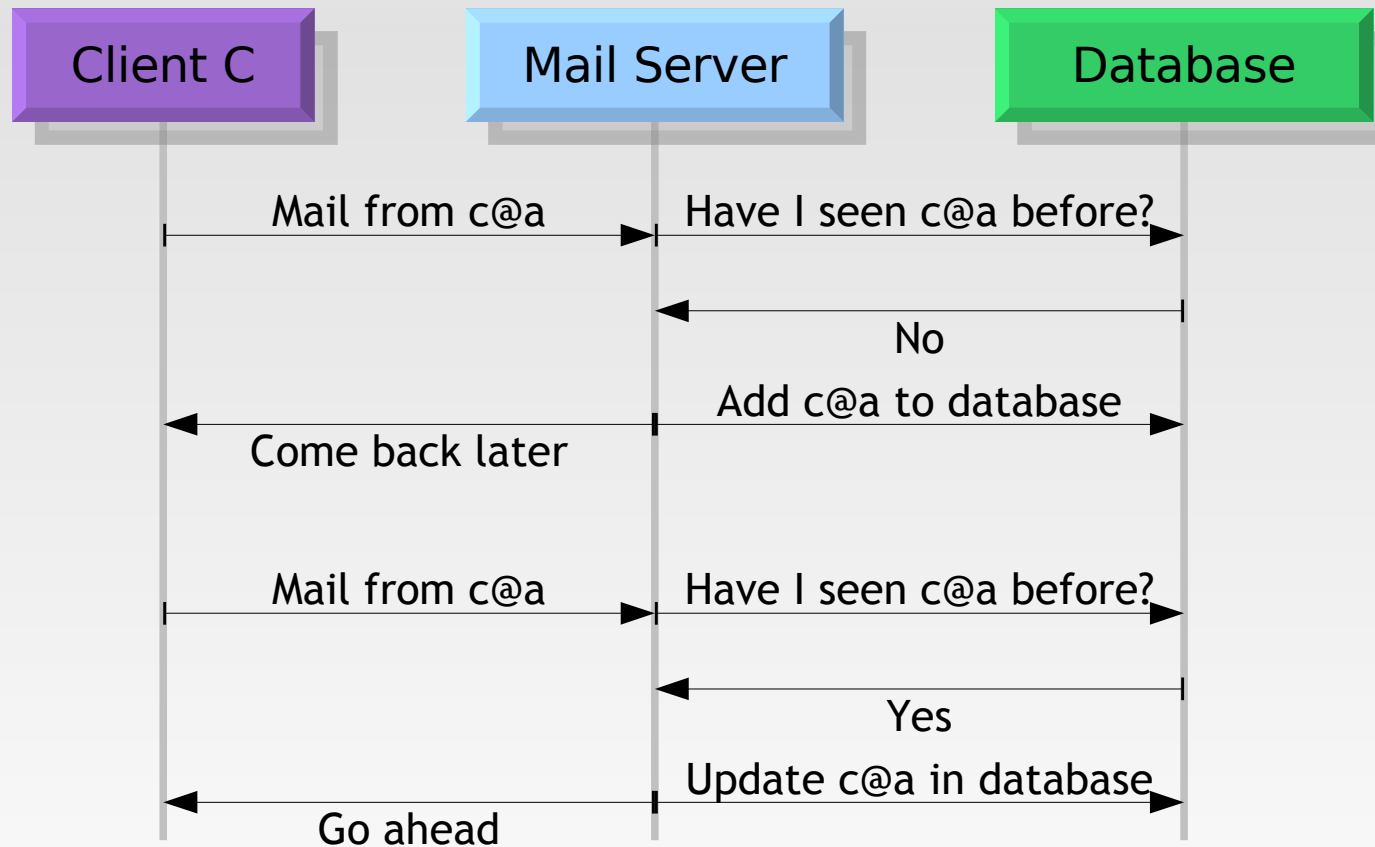 Client C
Mail Server
Database
Mail from c@a
Have I seen c@a before?
No
Add c@a to database
Come back later
Mail from c@a
Have I seen c@a before?
Yes
Update c@a in database
Go ahead